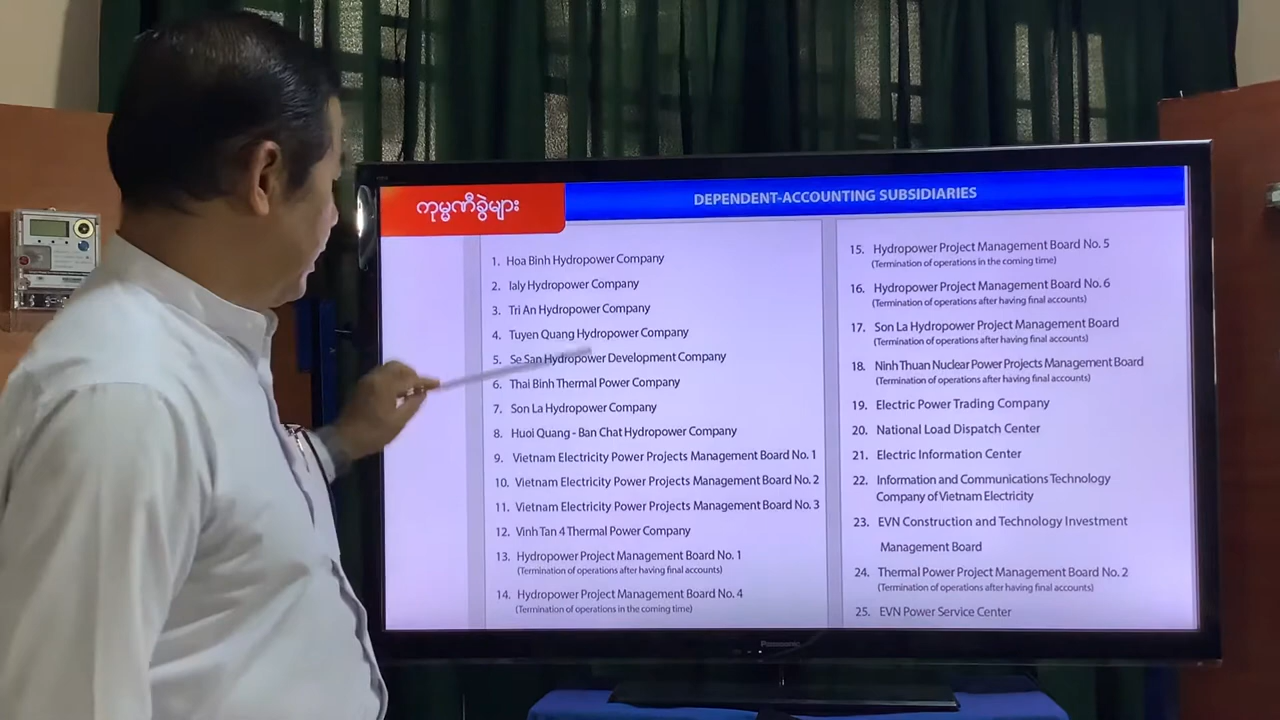 ကုမ္ပဏီခွဲများ
DEPENDENT-ACCOUNTING SUBSIDIARIES
1. Hoa Binh Hydropower Company
2. Ialy Hydropower Company
3. Tri An Hydropower Company
4. Tuyen Quang Hydropower Company
5. Se San Hydropower Development Company
6. Thai Binh Thermal Power Company
7. Son La Hydropower Company
8. Huoi Quang - Ban Chat Hydropower Company
9. Vietnam Electricity Power Projects Management Board No. 1
10. Vietnam Electricity Power Projects Management Board No. 2
11. Vietnam Electricity Power Projects Management Board No. 3
12. Vinh Tan 4 Thermal Power Company
13. Hydropower Project Management Board No. 1
(Termination of operations after having final accounts)
14. Hydropower Project Management Board No. 4
(Termination of operations in the coming time)
15. Hydropower Project Management Board No. 5
(Termination of operations in the coming time)
16. Hydropower Project Management Board No. 6
(Termination of operations after having final accounts)
17. Son La Hydropower Project Management Board
(Termination of operations after having final accounts)
18. Ninh Thuan Nuclear Power Projects Management Board
(Termination of operations after having final accounts)
19. Electric Power Trading Company
20. National Load Dispatch Center
21. Electric Information Center
22. Information and Communications Technology
Company of Vietnam Electricity
23. EVN Construction and Technology Investment
Management Board
24. Thermal Power Project Management Board No. 2
(Termination of operations after having final accounts)
25. EVN Power Service Center
Panasonic